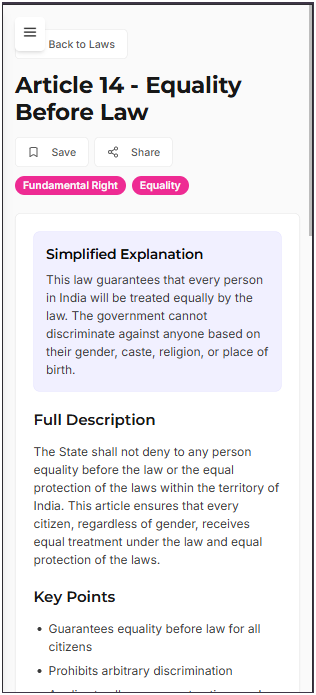 Back to Laws
Article 14 - Equality
Before Law
Save
Share
Fundamental Right
Equality
Simplified Explanation
This law guarantees that every person
in India will be treated equally by the
law. The government cannot
discriminate against anyone based on
their gender, caste, religion, or place of
birth.
Full Description
The State shall not deny to any person
equality before the law or the equal
protection of the laws within the territory of
India. This article ensures that every
citizen, regardless of gender, receives
equal treatment under the law and equal
protection of the laws.
Key Points
• Guarantees equality before law for all
citizens
• Prohibits arbitrary discrimination